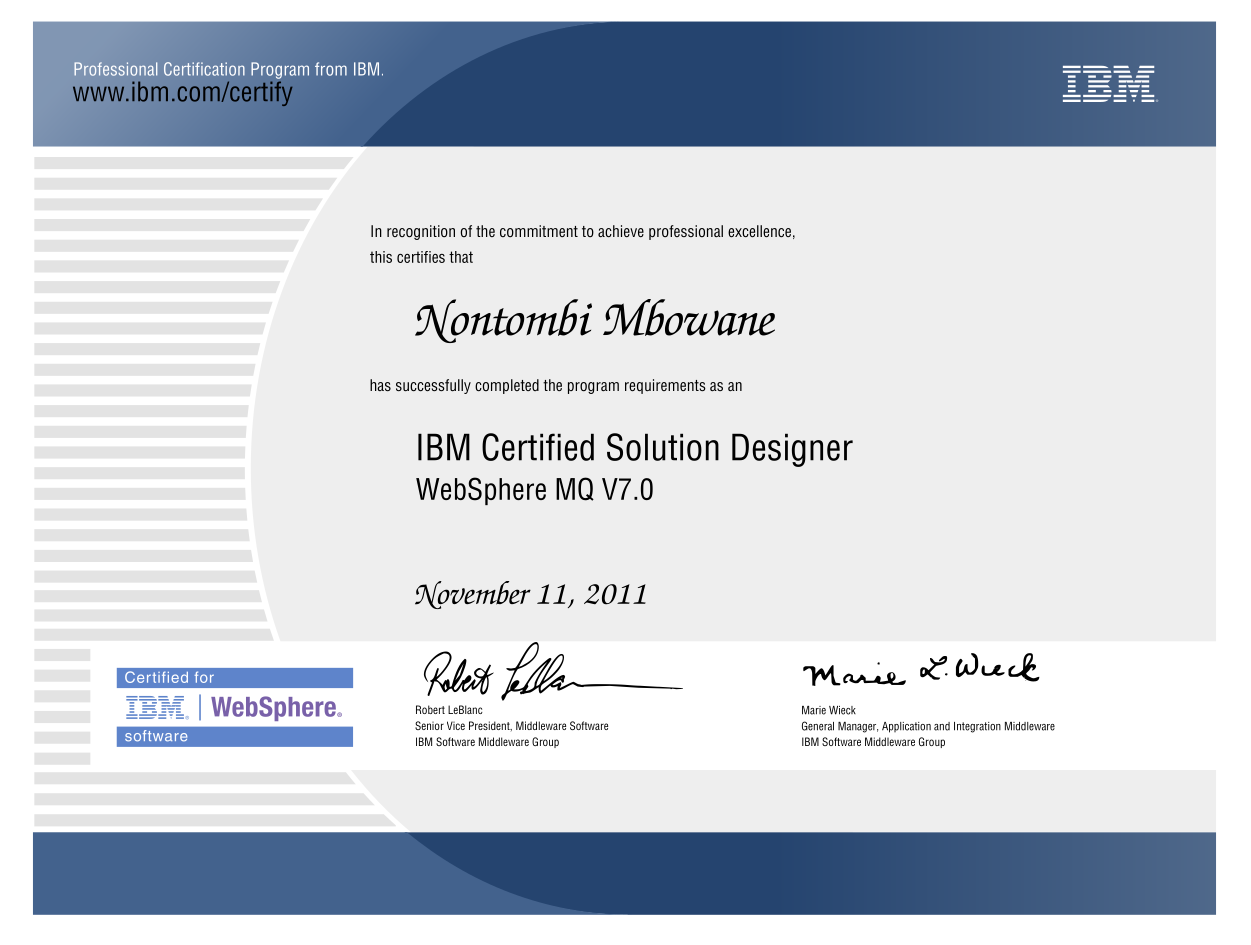 Professional Certification Program from IBM.
www.ibm.com/certify
IBM.
In recognition of the commitment to achieve professional excellence,
this certifies that
Nontombi Mbowane
has successfully completed the program requirements as an
IBM Certified Solution Designer
WebSphere MQ V7.0
November 11, 2011
Certified for
IBM. | WebSphere®
software
Robert LeBlanc
Robert LeBlanc
Senior Vice President, Middleware Software
IBM Software Middleware Group
Marie L. Wieck
Marie Wieck
General Manager, Application and Integration Middleware
IBM Software Middleware Group